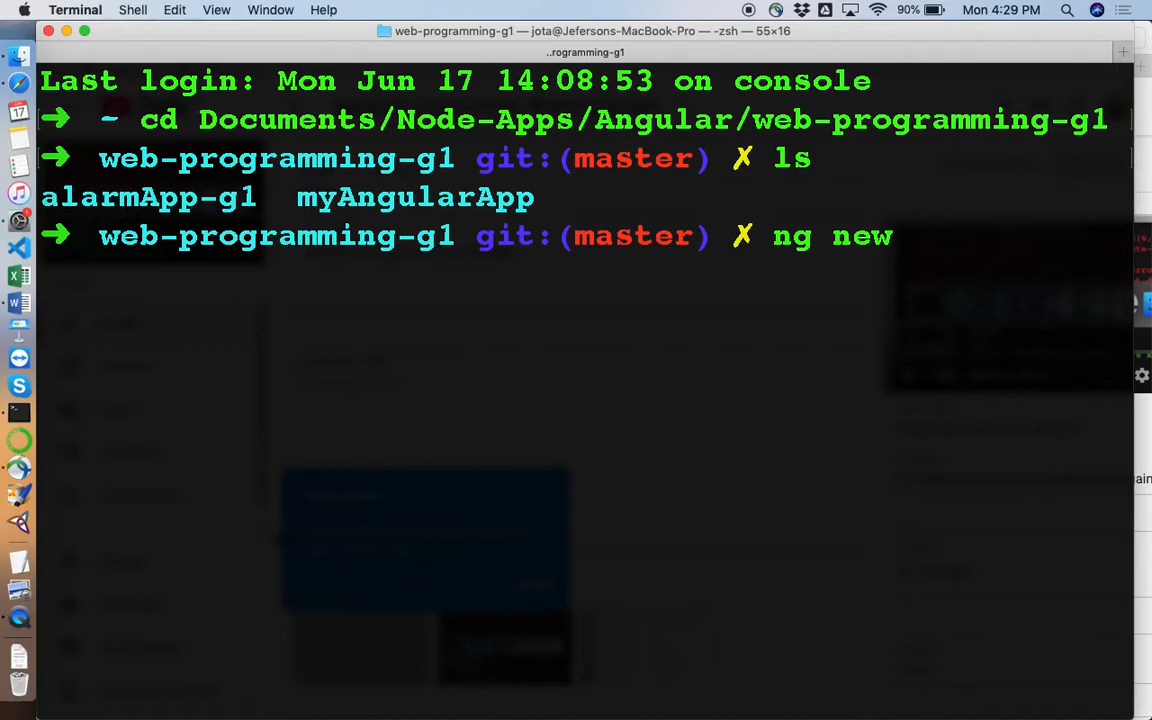 Terminal Shell Edit View Window Help 90% Mon 4:29 PM
web-programming-g1 — jota@Jefersons-MacBook-Pro — -zsh — 55×16
..rogramming-g1
Last login: Mon Jun 17 14:08:53 on console
➜ ~ cd Documents/Node-Apps/Angular/web-programming-g1
➜ web-programming-g1 git:(master) ✗ ls
alarmApp-g1 myAngularApp
➜ web-programming-g1 git:(master) ✗ ng new